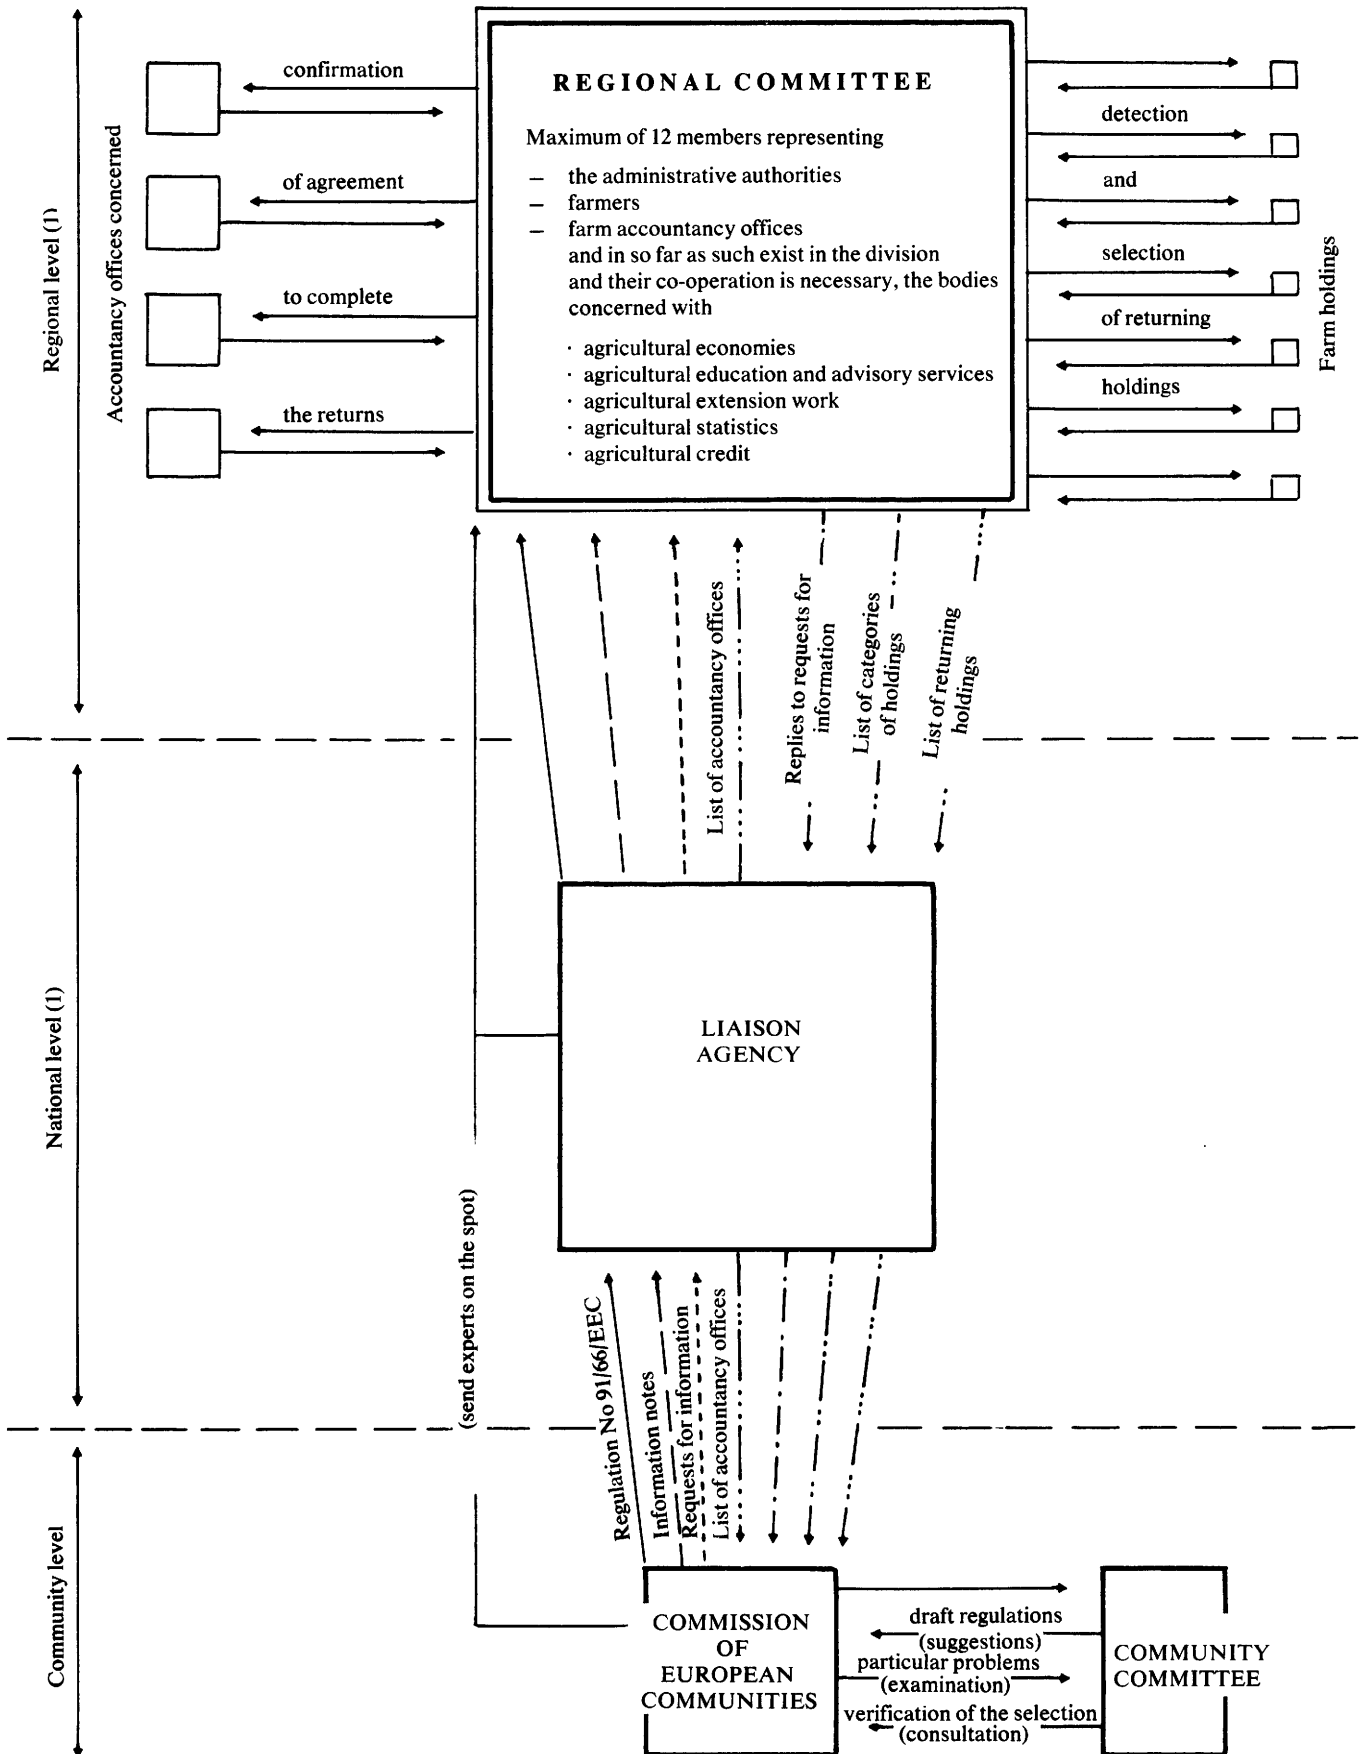 REGIONAL COMMITTEE
Maximum of 12 members representing
– the administrative authorities
– farmers
– farm accountancy offices
and in so far as such exist in the division
and their co-operation is necessary, the bodies
concerned with
· agricultural economies
· agricultural education and advisory services
· agricultural extension work
· agricultural statistics
· agricultural credit
Regional level (1)
Accountancy offices concerned
confirmation
of agreement
to complete
the returns
detection
and
selection
of returning
holdings
Farm holdings
List of accountancy offices
Replies to requests for
information
List of categories
of holdings
List of returning
holdings
National level (1)
LIAISON
AGENCY
(send experts on the spot)
Regulation No 91/66/EEC
Information notes
Requests for information
List of accountancy offices
Community level
COMMISSION
OF
EUROPEAN
COMMUNITIES
draft regulations
(suggestions)
particular problems
(examination)
verification of the selection
(consultation)
COMMUNITY
COMMITTEE